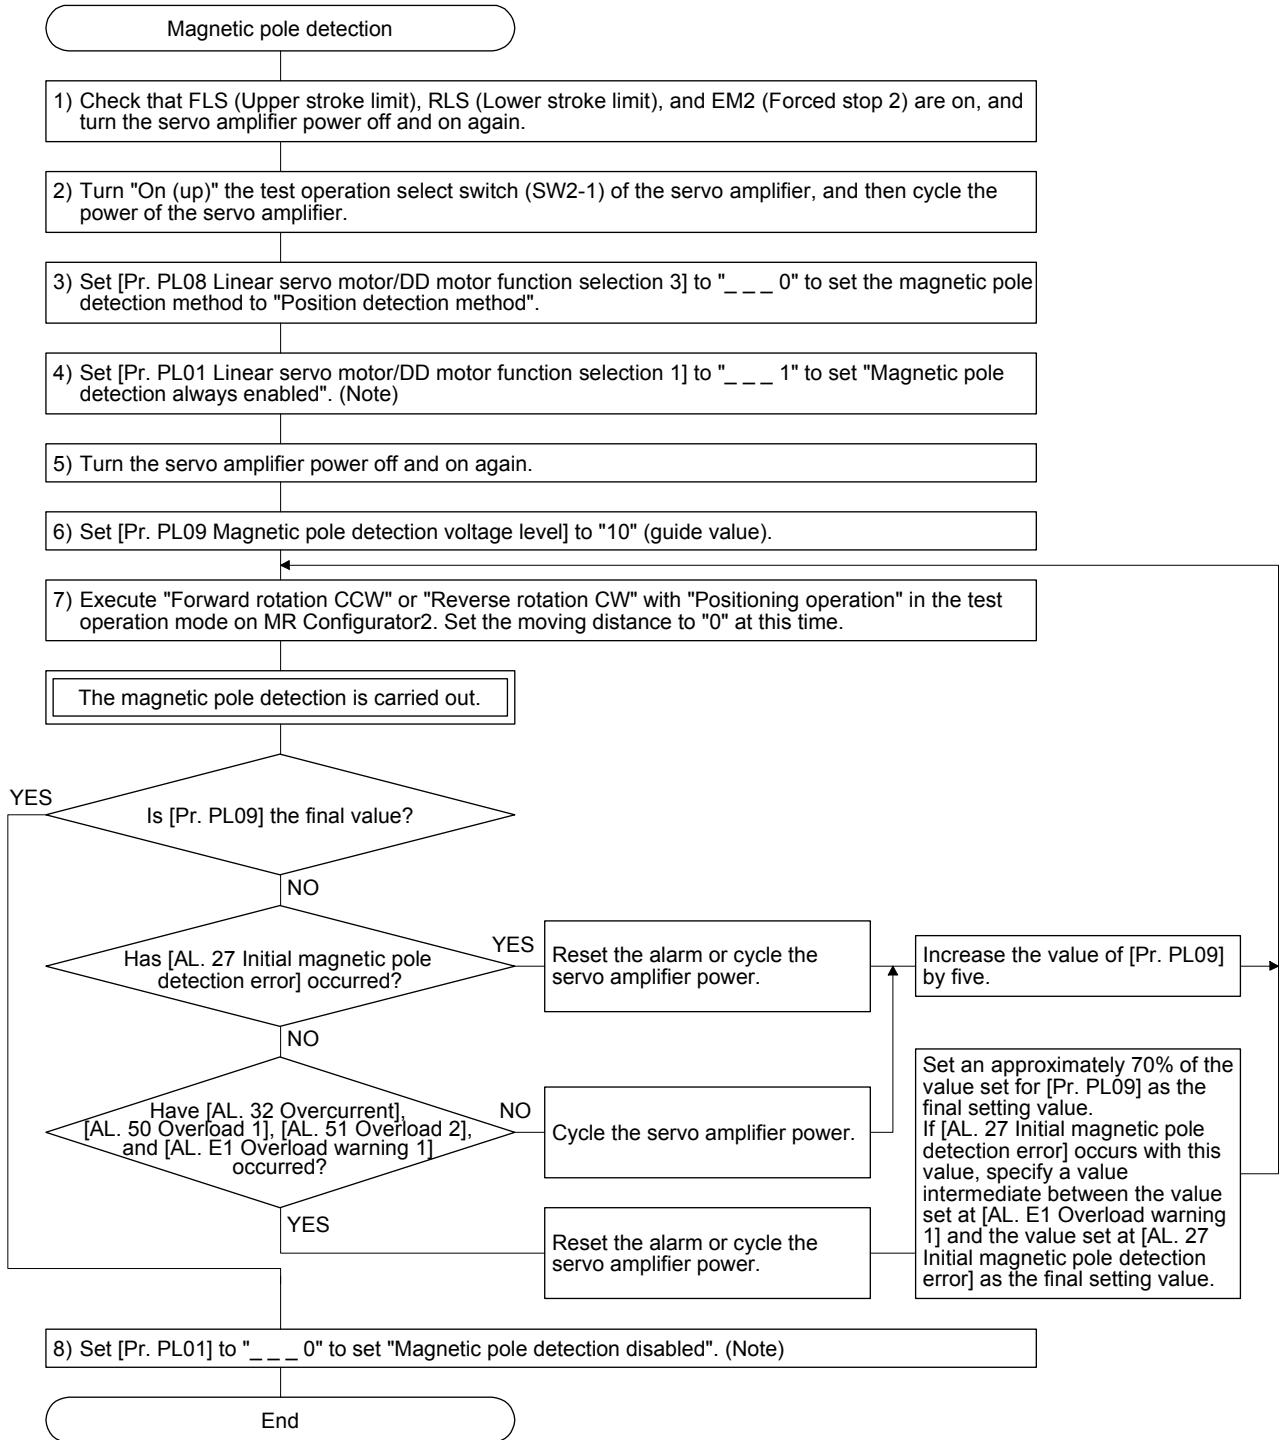 Magnetic pole detection
1) Check that FLS (Upper stroke limit), RLS (Lower stroke limit), and EM2 (Forced stop 2) are on, and
turn the servo amplifier power off and on again.
2) Turn "On (up)" the test operation select switch (SW2-1) of the servo amplifier, and then cycle the
power of the servo amplifier.
3) Set [Pr. PL08 Linear servo motor/DD motor function selection 3] to "_ _ _ 0" to set the magnetic pole
detection method to "Position detection method".
4) Set [Pr. PL01 Linear servo motor/DD motor function selection 1] to "_ _ _ 1" to set "Magnetic pole
detection always enabled". (Note)
5) Turn the servo amplifier power off and on again.
6) Set [Pr. PL09 Magnetic pole detection voltage level] to "10" (guide value).
7) Execute "Forward rotation CCW" or "Reverse rotation CW" with "Positioning operation" in the test
operation mode on MR Configurator2. Set the moving distance to "0" at this time.
The magnetic pole detection is carried out.
YES
Is [Pr. PL09] the final value?
NO
Has [AL. 27 Initial magnetic pole
detection error] occurred?
YES
Reset the alarm or cycle the
servo amplifier power.
Increase the value of [Pr. PL09]
by five.
NO
Have [AL. 32 Overcurrent],
[AL. 50 Overload 1], [AL. 51 Overload 2],
and [AL. E1 Overload warning 1]
occurred?
NO
Cycle the servo amplifier power.
YES
Reset the alarm or cycle the
servo amplifier power.
Set an approximately 70% of the
value set for [Pr. PL09] as the
final setting value.
If [AL. 27 Initial magnetic pole
detection error] occurs with this
value, specify a value
intermediate between the value
set at [AL. E1 Overload warning
1] and the value set at [AL. 27
Initial magnetic pole detection
error] as the final setting value.
8) Set [Pr. PL01] to "_ _ _ 0" to set "Magnetic pole detection disabled". (Note)
End